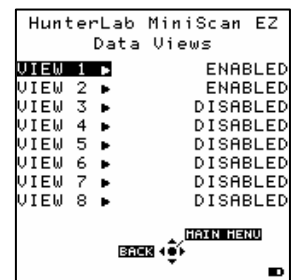 HunterLab MiniScan EZ
Data Views
VIEW 1 ▶ ENABLED
VIEW 2 ▶ ENABLED
VIEW 3 ▶ DISABLED
VIEW 4 ▶ DISABLED
VIEW 5 ▶ DISABLED
VIEW 6 ▶ DISABLED
VIEW 7 ▶ DISABLED
VIEW 8 ▶ DISABLED
MAIN MENU
BACK